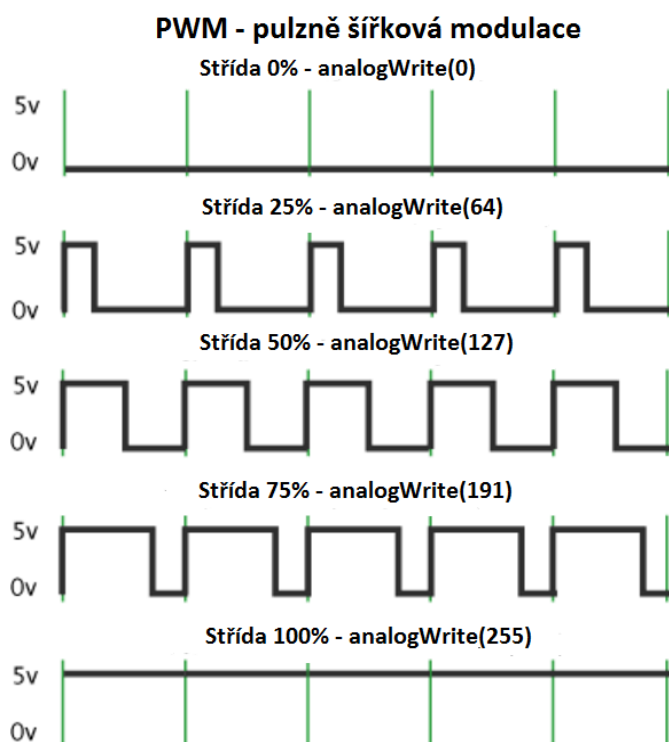 PWM - pulzně šířková modulace
Střída 0% - analogWrite(0)
5v
0v
Střída 25% - analogWrite(64)
5v
0v
Střída 50% - analogWrite(127)
5v
0v
Střída 75% - analogWrite(191)
5v
0v
Střída 100% - analogWrite(255)
5v
0v